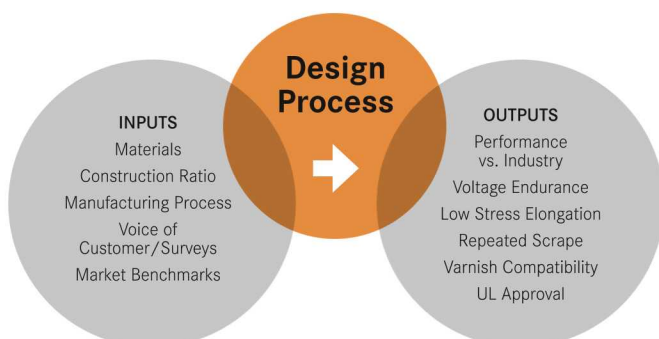 Design
Process
INPUTS
Materials
Construction Ratio
Manufacturing Process
Voice of
Customer/Surveys
Market Benchmarks
OUTPUTS
Performance
vs. Industry
Voltage Endurance
Low Stress Elongation
Repeated Scrape
Varnish Compatibility
UL Approval